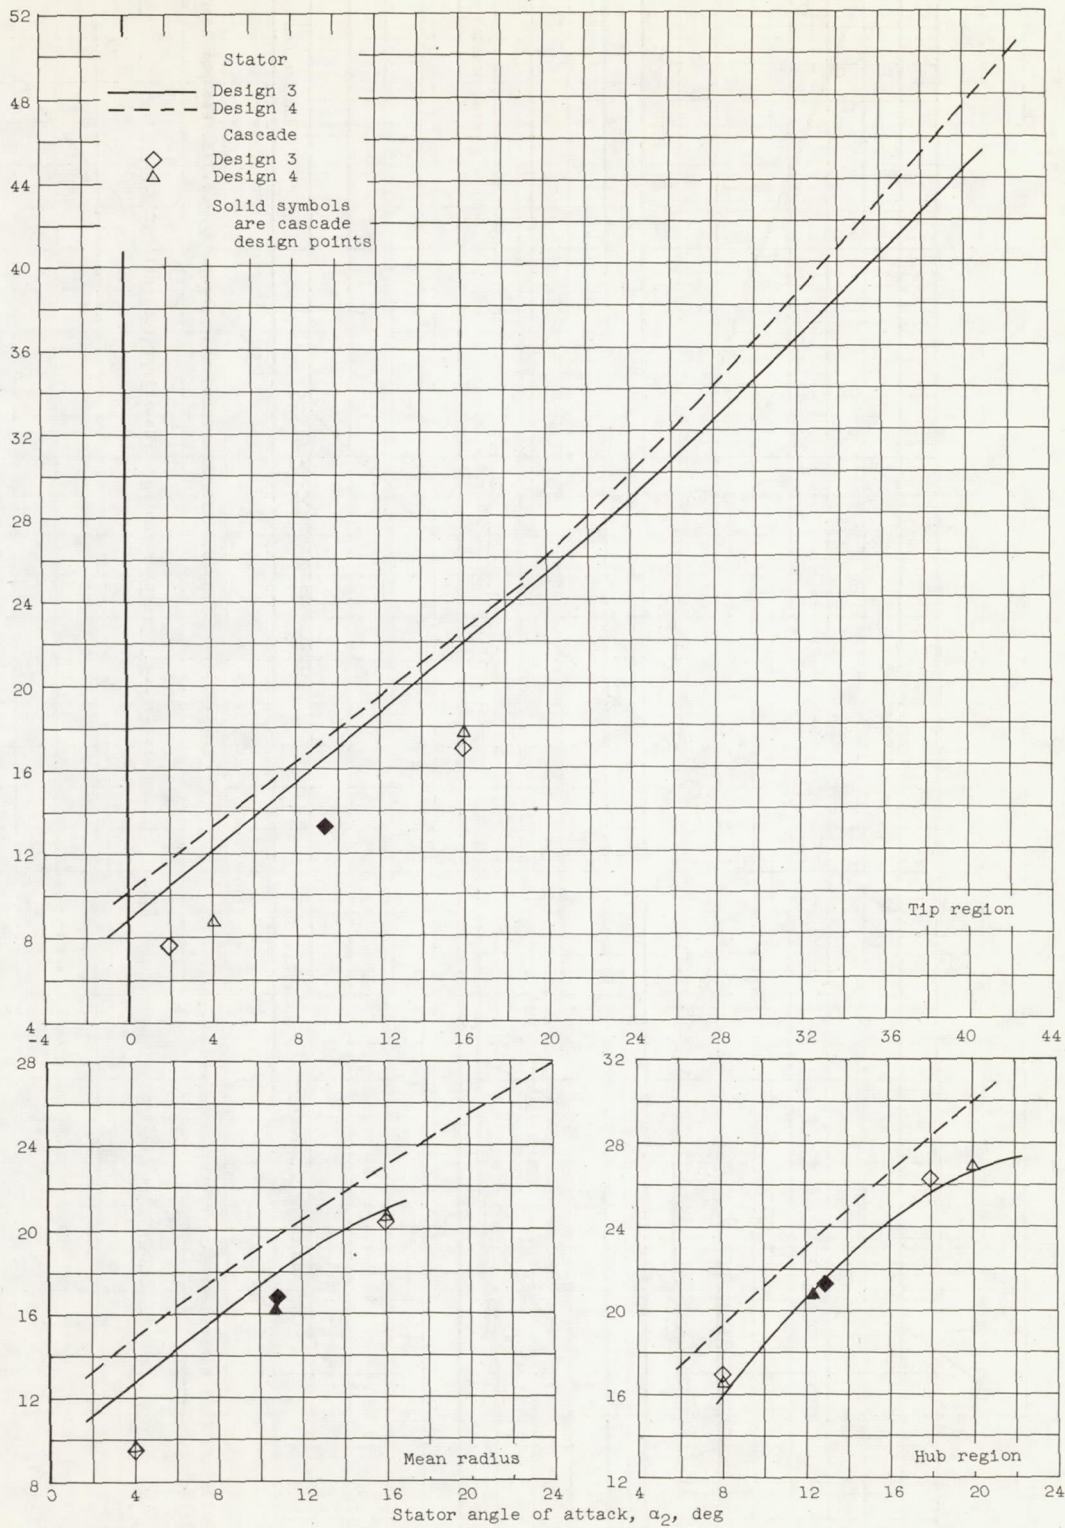 52
48
44
40
36
32
28
24
20
16
12
8
4
Stator
Design 3
Design 4
Cascade
Design 3
Design 4
Solid symbols
are cascade
design points
Tip region
-4 0 4 8 12 16 20 24 28 32 36 40 44
28
24
20
16
12
8
Mean radius
0 4 8 12 16 20 24
32
28
24
20
16
12
Hub region
4 8 12 16 20 24
Stator angle of attack, α2, deg